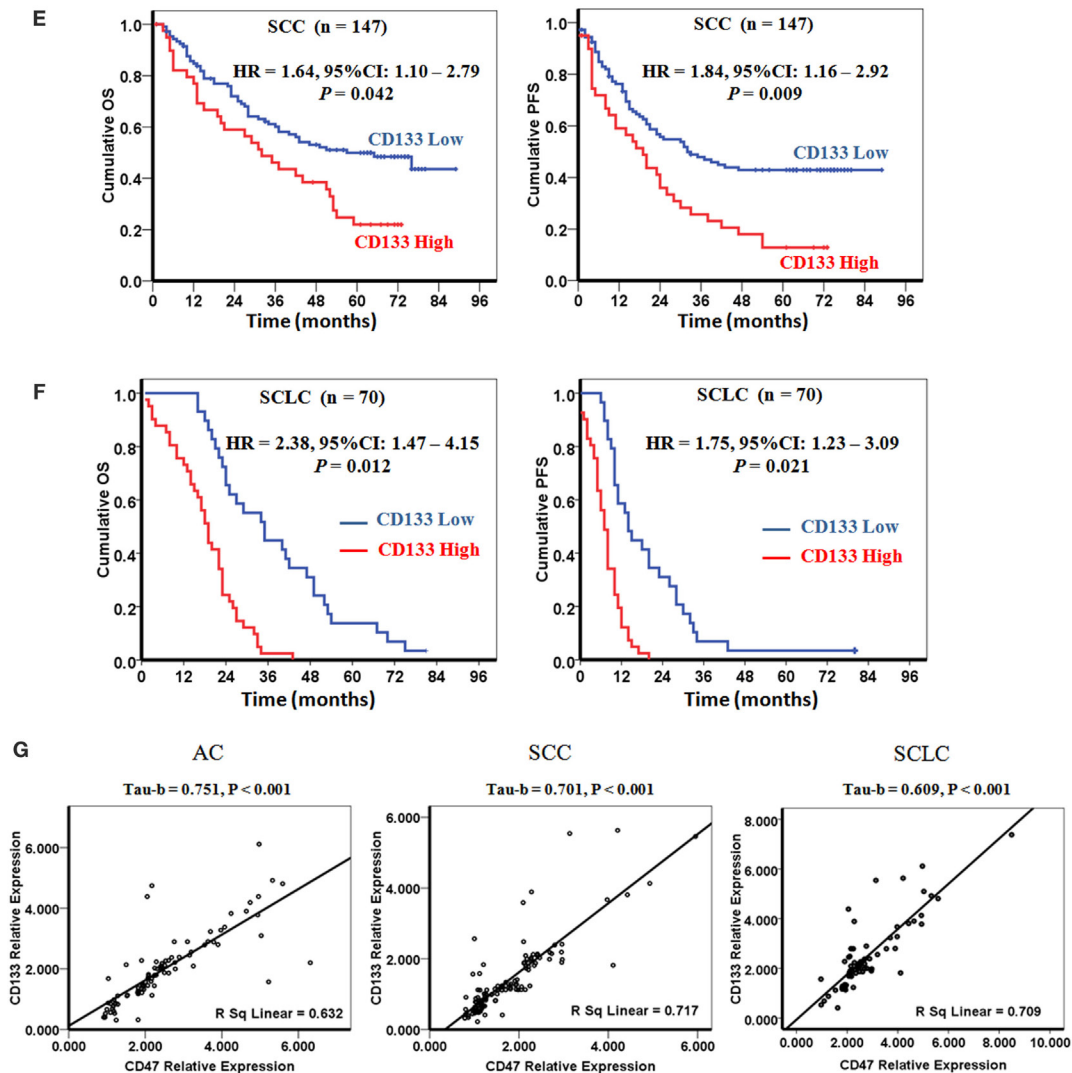 E
SCC (n = 147)
HR = 1.64, 95%CI: 1.10 – 2.79
P = 0.042
CD133 Low
CD133 High
Cumulative OS
1.0
0.8
0.6
0.4
0.2
0.0
0 12 24 36 48 60 72 84 96
Time (months)
SCC (n = 147)
HR = 1.84, 95%CI: 1.16 – 2.92
P = 0.009
CD133 Low
CD133 High
Cumulative PFS
1.0
0.8
0.6
0.4
0.2
0.0
0 12 24 36 48 60 72 84 96
Time (months)
F
SCLC (n = 70)
HR = 2.38, 95%CI: 1.47 – 4.15
P = 0.012
CD133 Low
CD133 High
Cumulative OS
1.0
0.8
0.6
0.4
0.2
0.0
0 12 24 36 48 60 72 84 96
Time (months)
SCLC (n = 70)
HR = 1.75, 95%CI: 1.23 – 3.09
P = 0.021
CD133 Low
CD133 High
Cumulative PFS
1.0
0.8
0.6
0.4
0.2
0.0
0 12 24 36 48 60 72 84 96
Time (months)
G
AC
Tau-b = 0.751, P < 0.001
CD133 Relative Expression
6.000
4.000
2.000
0.000
R Sq Linear = 0.632
0.000 2.000 4.000 6.000
CD47 Relative Expression
SCC
Tau-b = 0.701, P < 0.001
CD133 Relative Expression
6.000
4.000
2.000
0.000
R Sq Linear = 0.717
0.000 2.000 4.000 6.000
CD47 Relative Expression
SCLC
Tau-b = 0.609, P < 0.001
CD133 Relative Expression
8.000
6.000
4.000
2.000
0.000
R Sq Linear = 0.709
0.000 2.000 4.000 6.000 8.000 10.000
CD47 Relative Expression